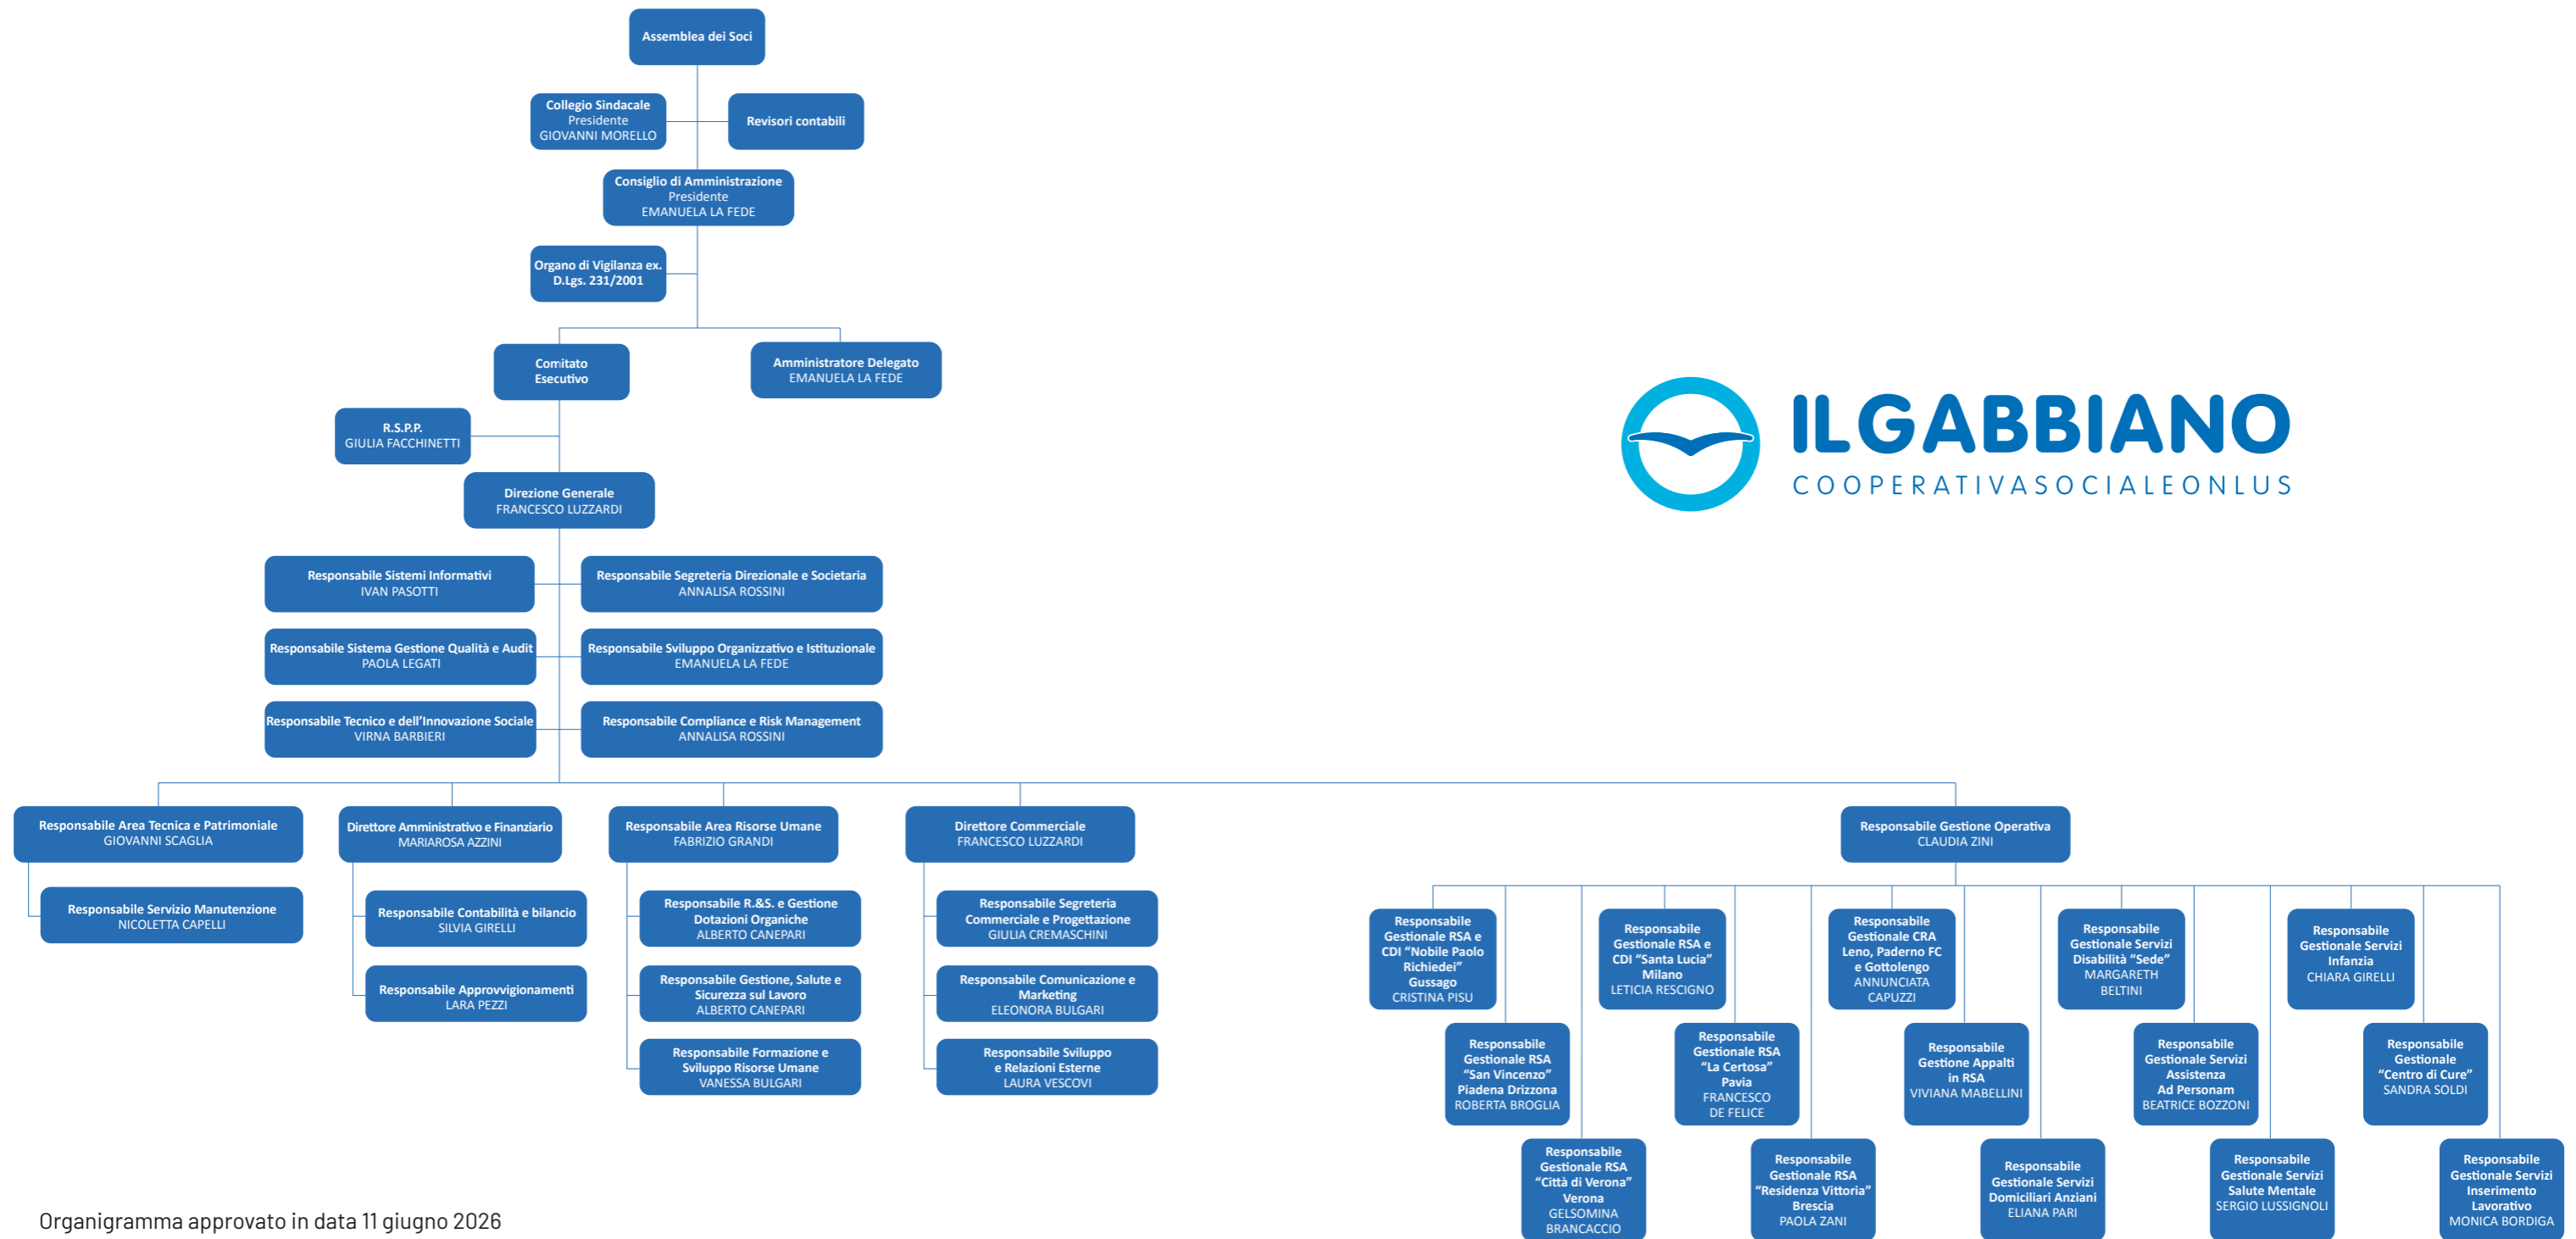 Assemblea dei Soci
Collegio Sindacale
Presidente
GIOVANNI MORELLO
Revisori contabili
Consiglio di Amministrazione
Presidente
EMANUELA LA FEDE
Organo di Vigilanza ex.
D.Lgs. 231/2001
Comitato
Esecutivo
Amministratore Delegato
EMANUELA LA FEDE
ILGABBIANO
COOPERATIVASOCIALEONLUS
R.S.P.P.
GIULIA FACCHINETTI
Direzione Generale
FRANCESCO LUZZARDI
Responsabile Sistemi Informativi
IVAN PASOTTI
Responsabile Segreteria Direzionale e Societaria
ANNALISA ROSSINI
Responsabile Sistema Gestione Qualità e Audit
PAOLA LEGATI
Responsabile Sviluppo Organizzativo e Istituzionale
EMANUELA LA FEDE
Responsabile Tecnico e dell’Innovazione Sociale
VIRNA BARBIERI
Responsabile Compliance e Risk Management
ANNALISA ROSSINI
Responsabile Area Tecnica e Patrimoniale
GIOVANNI SCAGLIA
Responsabile Servizio Manutenzione
NICOLETTA CAPELLI
Direttore Amministrativo e Finanziario
MARIAROSA AZZINI
Responsabile Contabilità e bilancio
SILVIA GIRELLI
Responsabile Approvvigionamenti
LARA PEZZI
Responsabile Area Risorse Umane
FABRIZIO GRANDI
Responsabile R.&S. e Gestione
Dotazioni Organiche
ALBERTO CANEPARI
Responsabile Gestione, Salute e
Sicurezza sul Lavoro
ALBERTO CANEPARI
Responsabile Formazione e
Sviluppo Risorse Umane
VANESSA BULGARI
Direttore Commerciale
FRANCESCO LUZZARDI
Responsabile Segreteria
Commerciale e Progettazione
GIULIA CREMASCHINI
Responsabile Comunicazione e
Marketing
ELEONORA BULGARI
Responsabile Sviluppo
e Relazioni Esterne
LAURA VESCOVI
Responsabile Gestione Operativa
CLAUDIA ZINI
Responsabile
Gestionale RSA e
CDI “Nobile Paolo
Richiedei”
Gussago
CRISTINA PISU
Responsabile
Gestionale RSA
“San Vincenzo”
Piadena Drizzona
ROBERTA BROGLIA
Responsabile
Gestionale RSA
“Città di Verona”
Verona
GELSOMINA
BRANCACCIO
Responsabile
Gestionale RSA e
CDI “Santa Lucia”
Milano
LETICIA RESCIGNO
Responsabile
Gestionale RSA
“La Certosa”
Pavia
FRANCESCO
DE FELICE
Responsabile
Gestionale RSA
“Residenza Vittoria”
Brescia
PAOLA ZANI
Responsabile
Gestionale CRA
Leno, Paderno FC
e Gottolengo
ANNUNCIATA
CAPUZZI
Responsabile
Gestione Appalti
in RSA
VIVIANA MABELLINI
Responsabile
Gestionale Servizi
Domiciliari Anziani
ELIANA PARI
Responsabile
Gestionale Servizi
Disabilità “Sede”
MARGARETH
BELTINI
Responsabile
Gestionale Servizi
Assistenza
Ad Personam
BEATRICE BOZZONI
Responsabile
Gestionale Servizi
Salute Mentale
SERGIO LUSSIGNOLI
Responsabile
Gestionale Servizi
Infanzia
CHIARA GIRELLI
Responsabile
Gestionale
“Centro di Cure”
SANDRA SOLDI
Responsabile
Gestionale Servizi
Inserimento
Lavorativo
MONICA BORDIGA
Organigramma approvato in data 11 giugno 2026